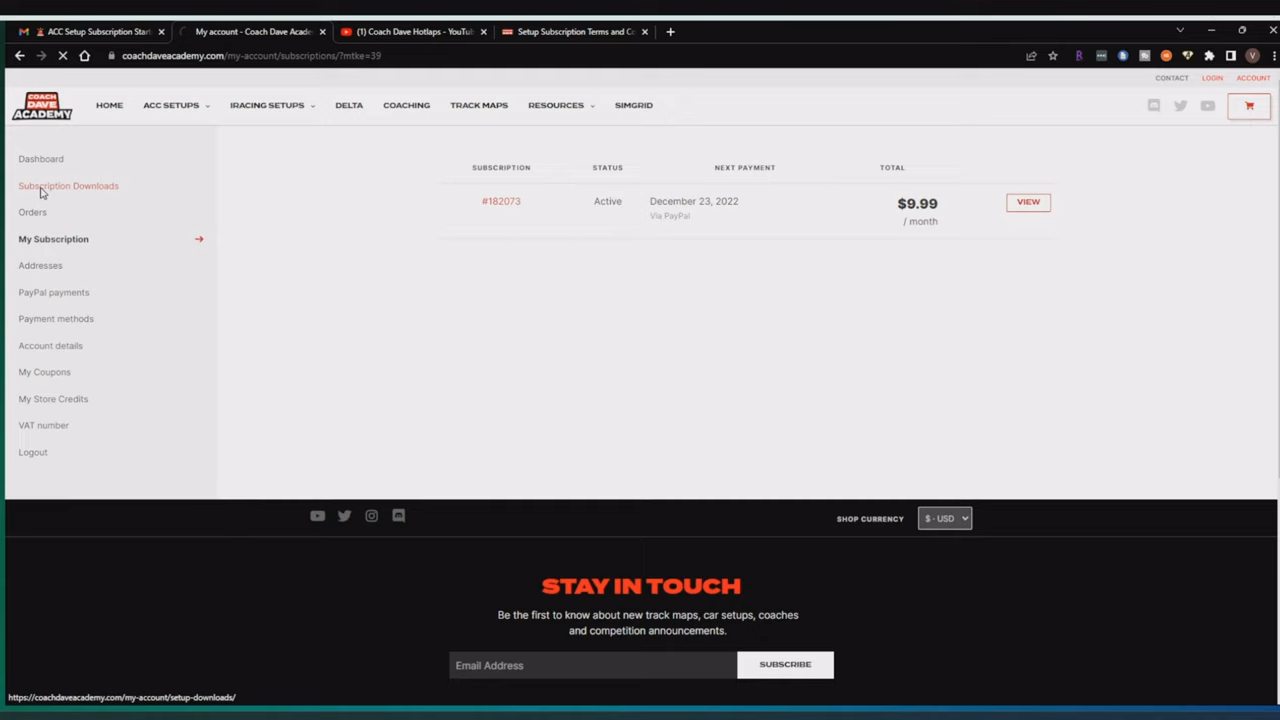 ACC Setup Subscription Start
My account - Coach Dave Acade
(1) Coach Dave Hotlaps - YouTub
Setup Subscription Terms and Co
coachdaveacademy.com/my-account/subscriptions/?mtke=39
V
CONTACT LOGIN ACCOUNT
COACH DAVE ACADEMY
HOME ACC SETUPS IRACING SETUPS DELTA COACHING TRACK MAPS RESOURCES SIMGRID
Dashboard
Subscription Downloads
Orders
My Subscription
Addresses
PayPal payments
Payment methods
Account details
My Coupons
My Store Credits
VAT number
Logout
SUBSCRIPTION STATUS NEXT PAYMENT TOTAL
#182073 Active December 23, 2022 $9.99 VIEW
Via PayPal / month
SHOP CURRENCY $ - USD
STAY IN TOUCH
Be the first to know about new track maps, car setups, coaches
and competition announcements.
Email Address SUBSCRIBE
https://coachdaveacademy.com/my-account/setup-downloads/